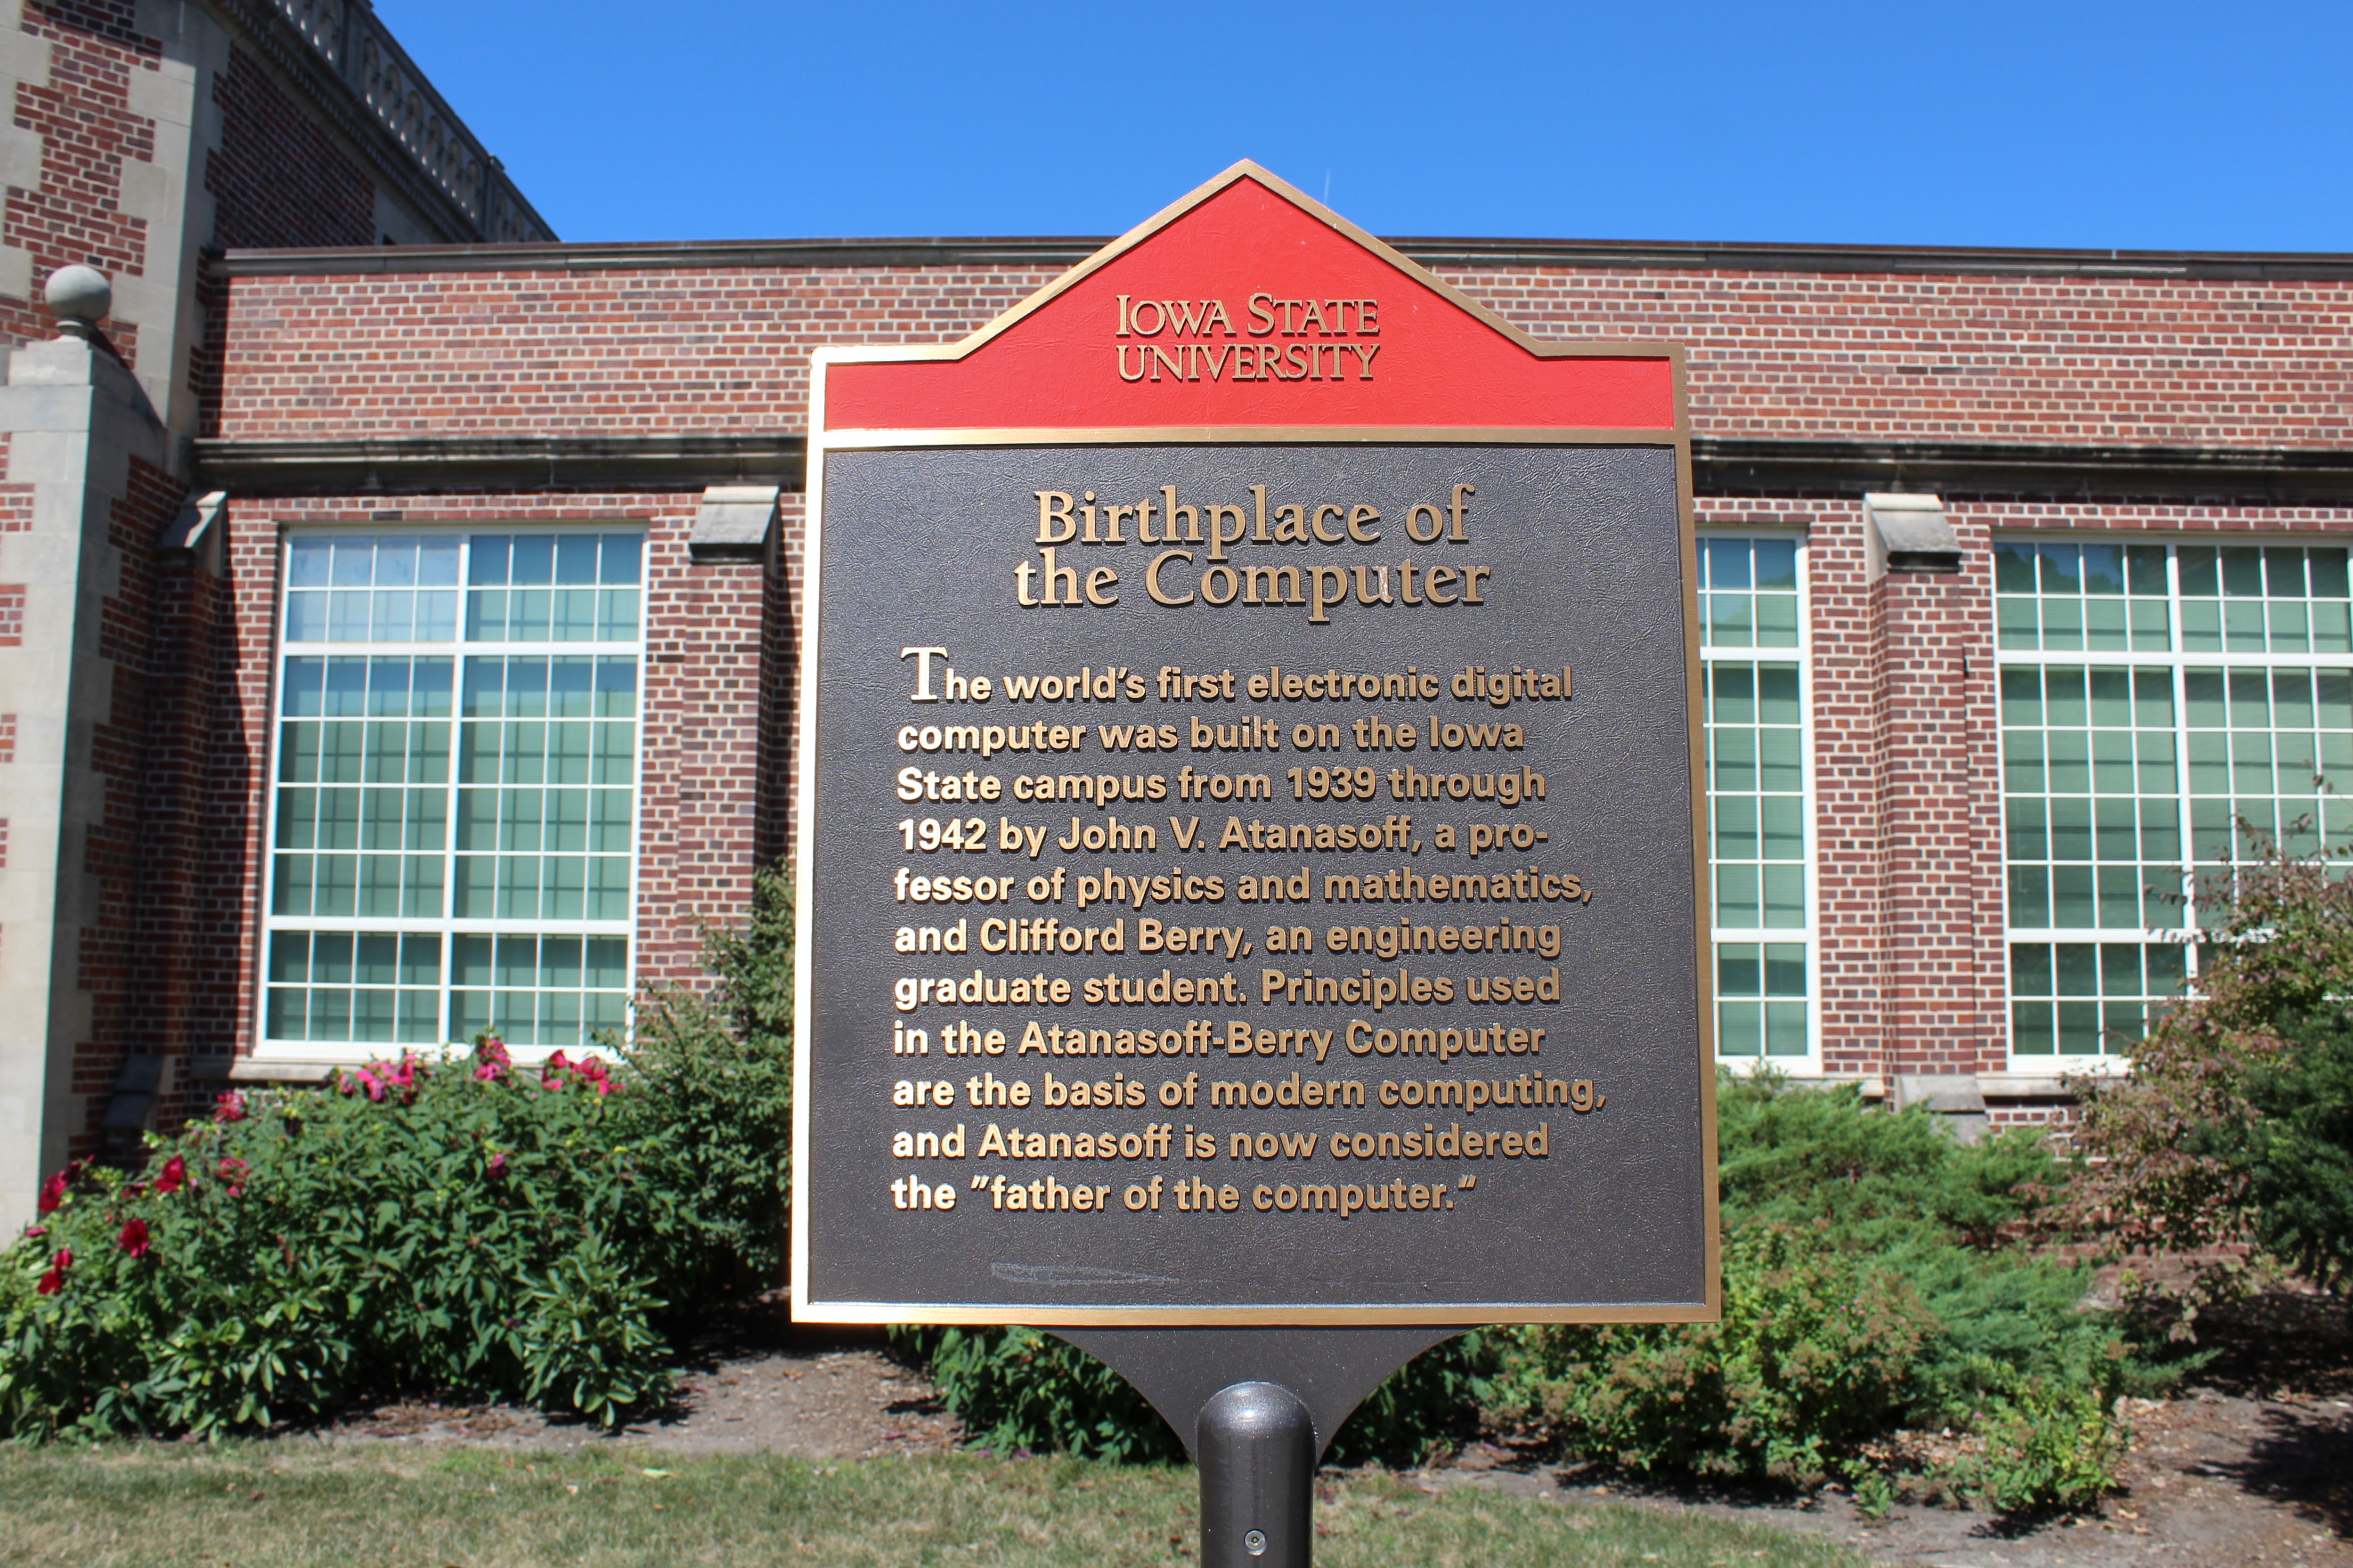 IOWA STATE
UNIVERSITY
Birthplace of
the Computer
The world's first electronic digital
computer was built on the Iowa
State campus from 1939 through
1942 by John V. Atanasoff, a pro-
fessor of physics and mathematics,
and Clifford Berry, an engineering
graduate student. Principles used
in the Atanasoff-Berry Computer
are the basis of modern computing,
and Atanasoff is now considered
the "father of the computer."